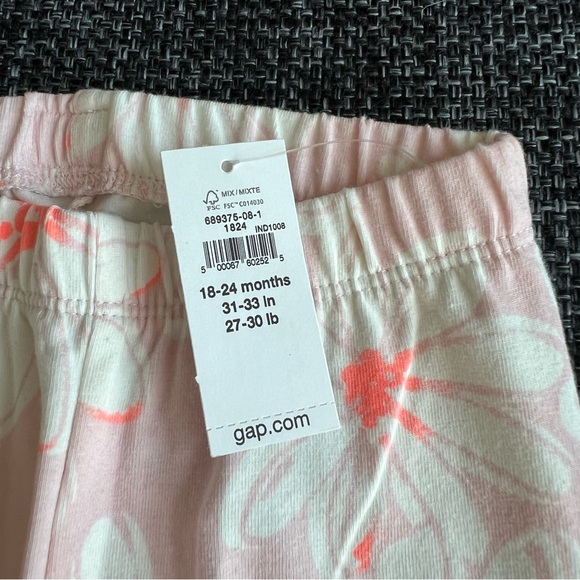 MIX/MIXTE
FSC FSC™ C014030
689375-08-1
1824 IND1008
5 00067 60252 5
18-24 months
31-33 in
27-30 lb
gap.com